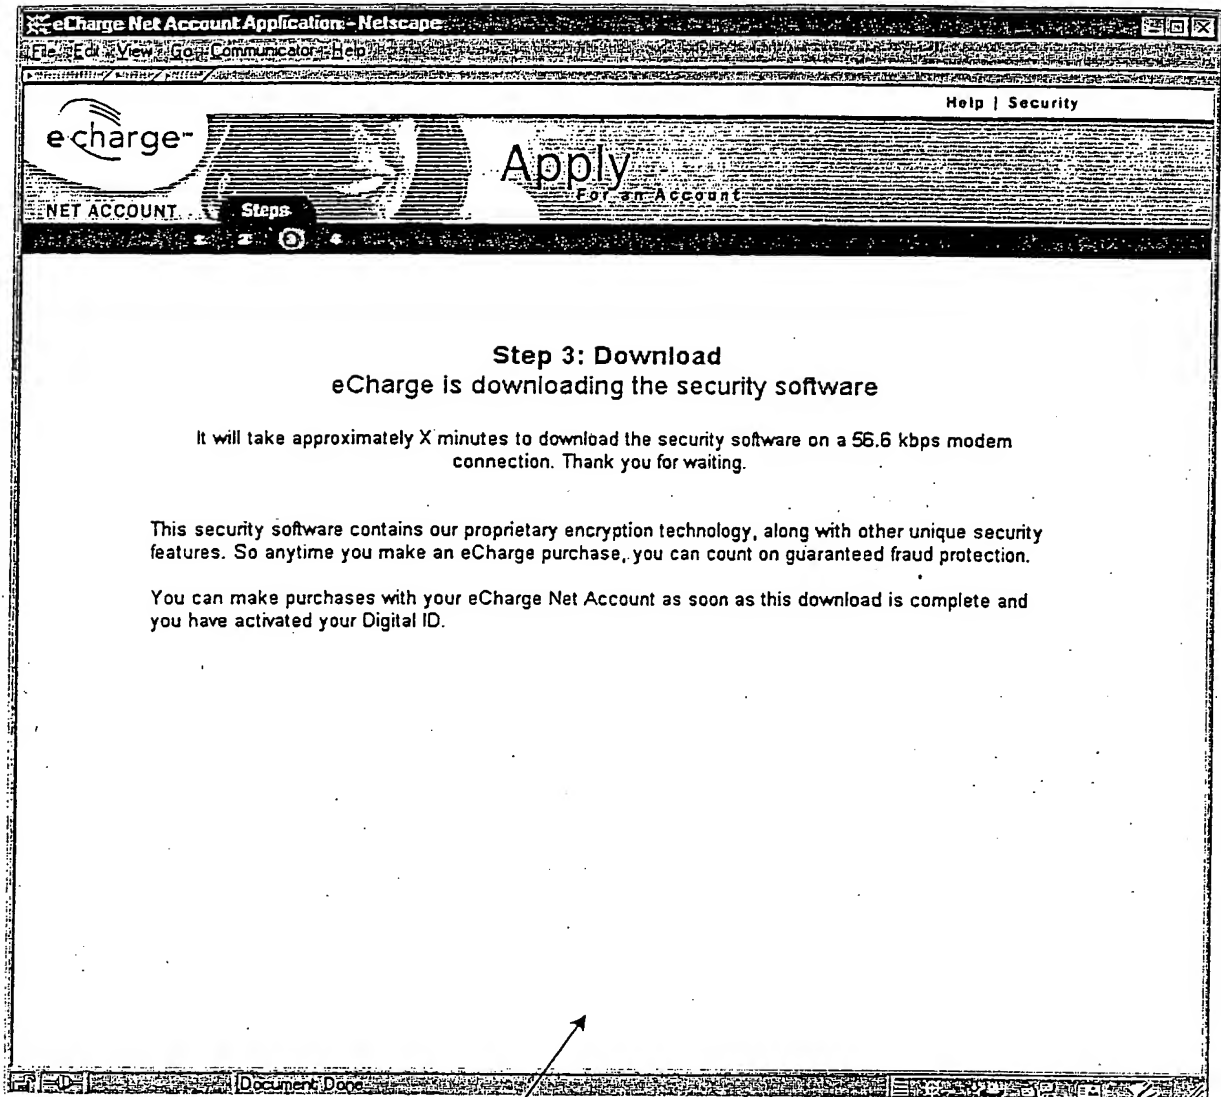 eCharge Net Account Application - Netscape
File Edit View Go Communicator Help
Help | Security
echarge™
Apply
For an Account
NET ACCOUNT
Steps
1 2 3 4
Step 3: Download
eCharge is downloading the security software
It will take approximately X minutes to download the security software on a 56.6 kbps modem
connection. Thank you for waiting.
This security software contains our proprietary encryption technology, along with other unique security
features. So anytime you make an eCharge purchase, you can count on guaranteed fraud protection.
You can make purchases with your eCharge Net Account as soon as this download is complete and
you have activated your Digital ID.
Document Done